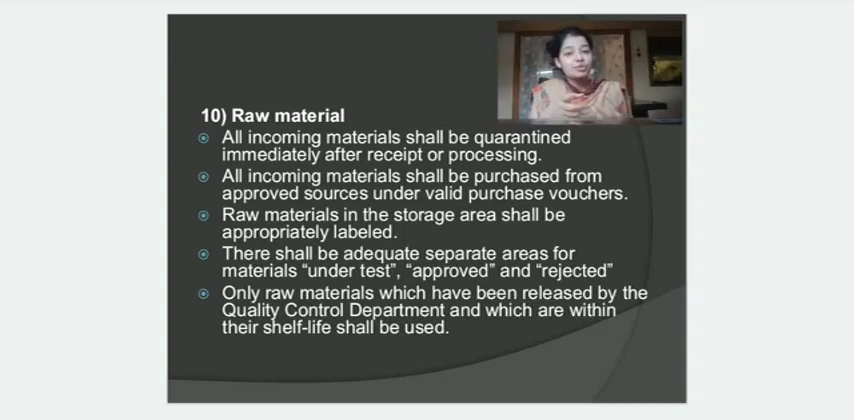 10) Raw material
All incoming materials shall be quarantined
immediately after receipt or processing.
All incoming materials shall be purchased from
approved sources under valid purchase vouchers.
Raw materials in the storage area shall be
appropriately labeled.
There shall be adequate separate areas for
materials “under test”, “approved” and “rejected”
Only raw materials which have been released by the
Quality Control Department and which are within
their shelf-life shall be used.